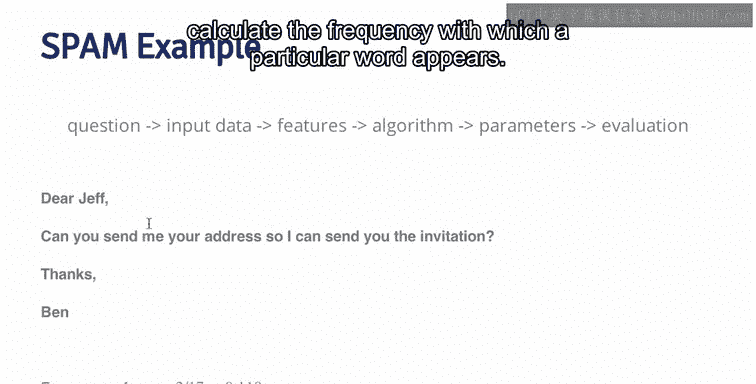 calculate the frequency with which a
particular word appears.
SPAM Example
question -> input data -> features -> algorithm -> parameters -> evaluation
Dear Jeff,
Can you send me your address so I can send you the invitation?
Thanks,
Ben